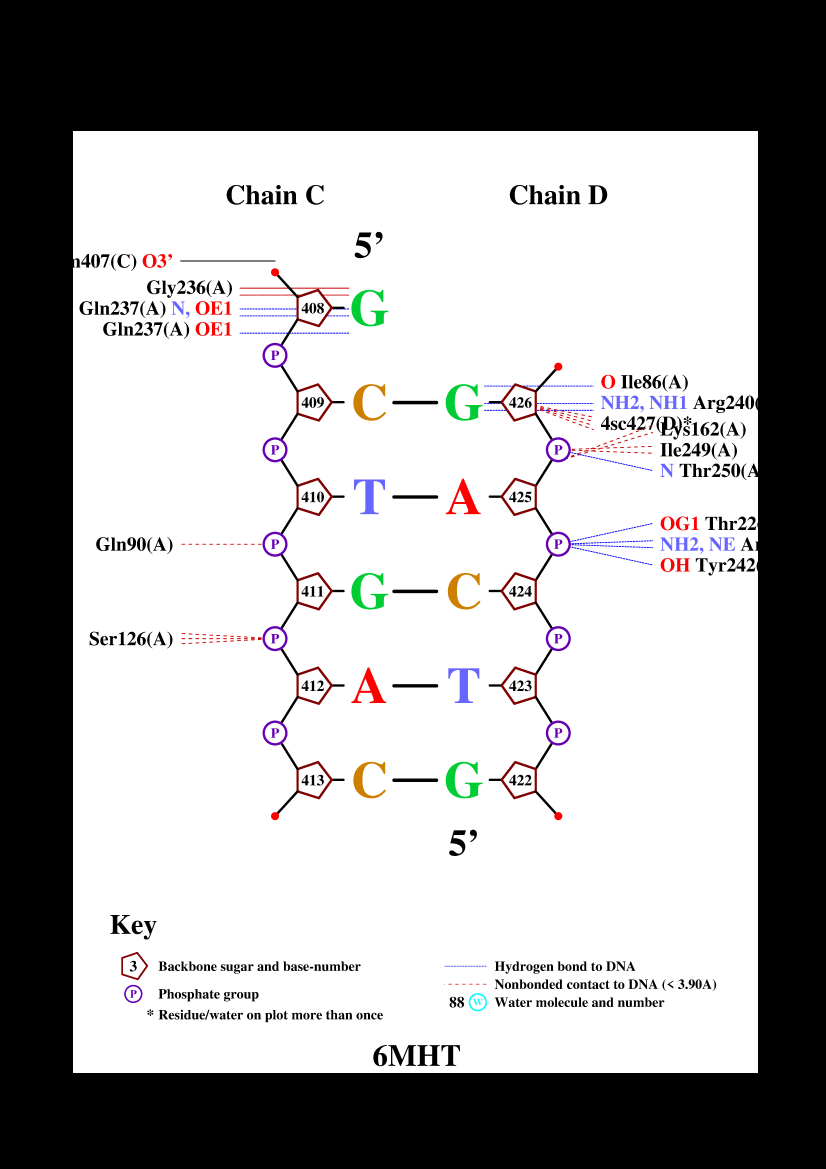 Chain C Chain D
5’
407(C) O3’
Gly236(A)
408 G
Gln237(A) N, OE1
Gln237(A) OE1
P
O Ile86(A)
409 C G 426
NH2, NH1 Arg240(
4sc427(D)*
Lys162(A)
P P
Ile249(A)
N Thr250(A
410 T A 425
OG1 Thr22
Gln90(A) P P
NH2, NE
OH Tyr242(
411 G C 424
Ser126(A) P P
412 A T 423
P P
413 C G 422
5’
Key
3 Backbone sugar and base-number
P Phosphate group
* Residue/water on plot more than once
Hydrogen bond to DNA
Nonbonded contact to DNA (< 3.90A)
88 W Water molecule and number
6MHT